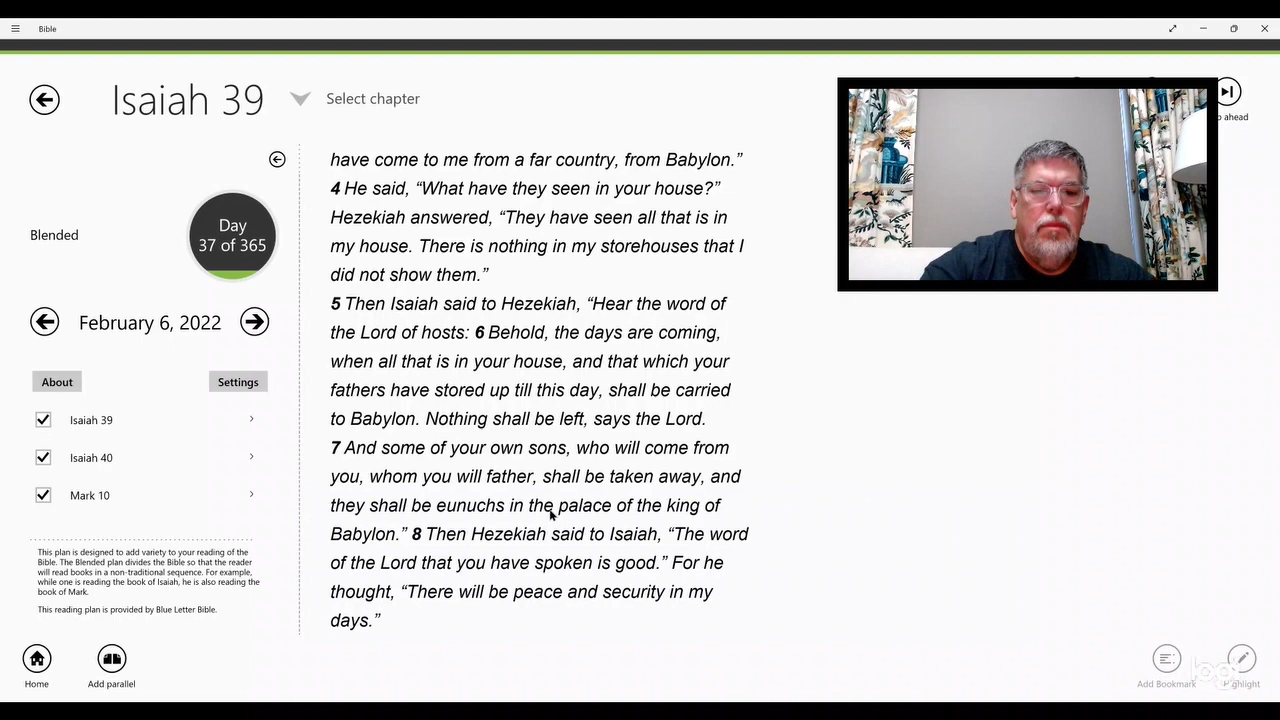 Bible
Isaiah 39
Select chapter
ahead
Blended
Day
37 of 365
February 6, 2022
About
Settings
Isaiah 39
Isaiah 40
Mark 10
This plan is designed to add variety to your reading of the
Bible. The Blended plan divides the Bible so that the reader
will read books in a non-traditional sequence. For example,
while one is reading the book of Isaiah, he is also reading the
book of Mark.
This reading plan is provided by Blue Letter Bible.
have come to me from a far country, from Babylon.”
4 He said, “What have they seen in your house?”
Hezekiah answered, “They have seen all that is in
my house. There is nothing in my storehouses that I
did not show them.”
5 Then Isaiah said to Hezekiah, “Hear the word of
the Lord of hosts: 6 Behold, the days are coming,
when all that is in your house, and that which your
fathers have stored up till this day, shall be carried
to Babylon. Nothing shall be left, says the Lord.
7 And some of your own sons, who will come from
you, whom you will father, shall be taken away, and
they shall be eunuchs in the palace of the king of
Babylon.” 8 Then Hezekiah said to Isaiah, “The word
of the Lord that you have spoken is good.” For he
thought, “There will be peace and security in my
days.”
Home
Add parallel
Add Bookmark
Highlight
logi